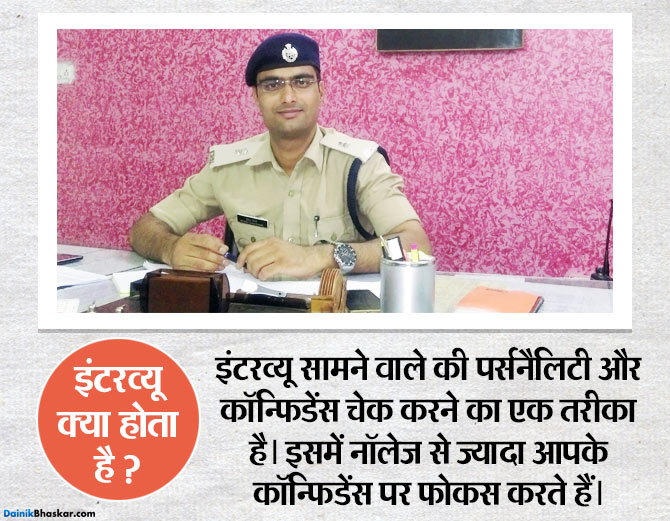 इंटरव्यू
क्या होता
है ?
इंटरव्यू सामने वाले की पर्सनैलिटी और
कॉन्फिडेंस चेक करने का एक तरीका
है। इसमें नॉलेज से ज्यादा आपके
कॉन्फिडेंस पर फोकस करते हैं।
DainikBhaskar.com